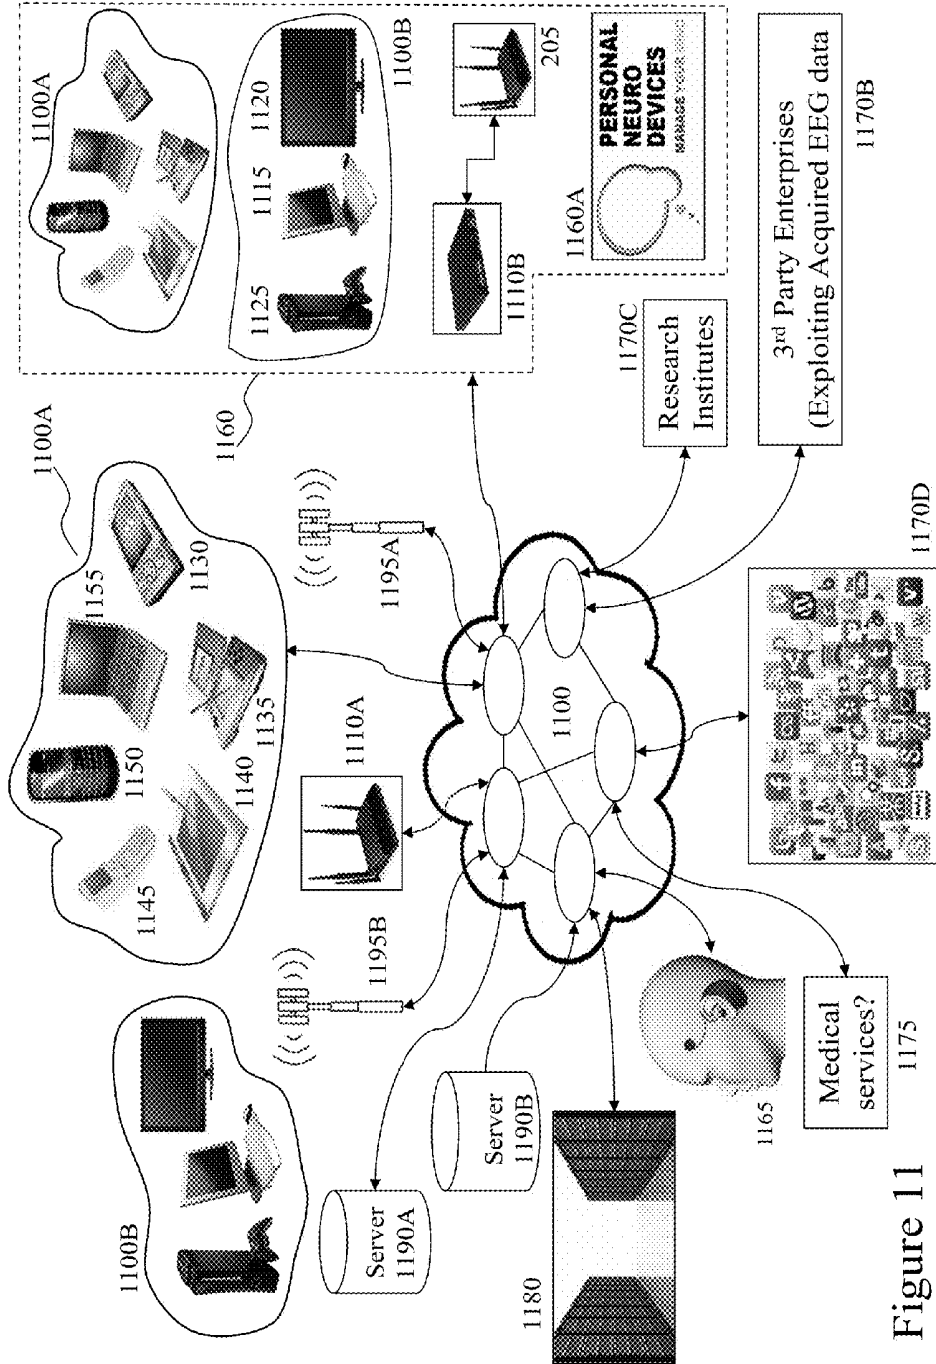 1100B
1100A
1155
1130
1150
1135
1140
1145
1160
1100A
1120
1115
1125
1100B
205
1110B
1160A
PERSONAL
NEURO
DEVICES
MANAGE YOUR
1195B
1195A
1110A
Server
1190A
Server
1190B
1100
1170C
Research
Institutes
3rd Party Enterprises
(Exploiting Acquired EEG data
1170B
1180
1165
Medical
services?
1175
1170D
Figure 11